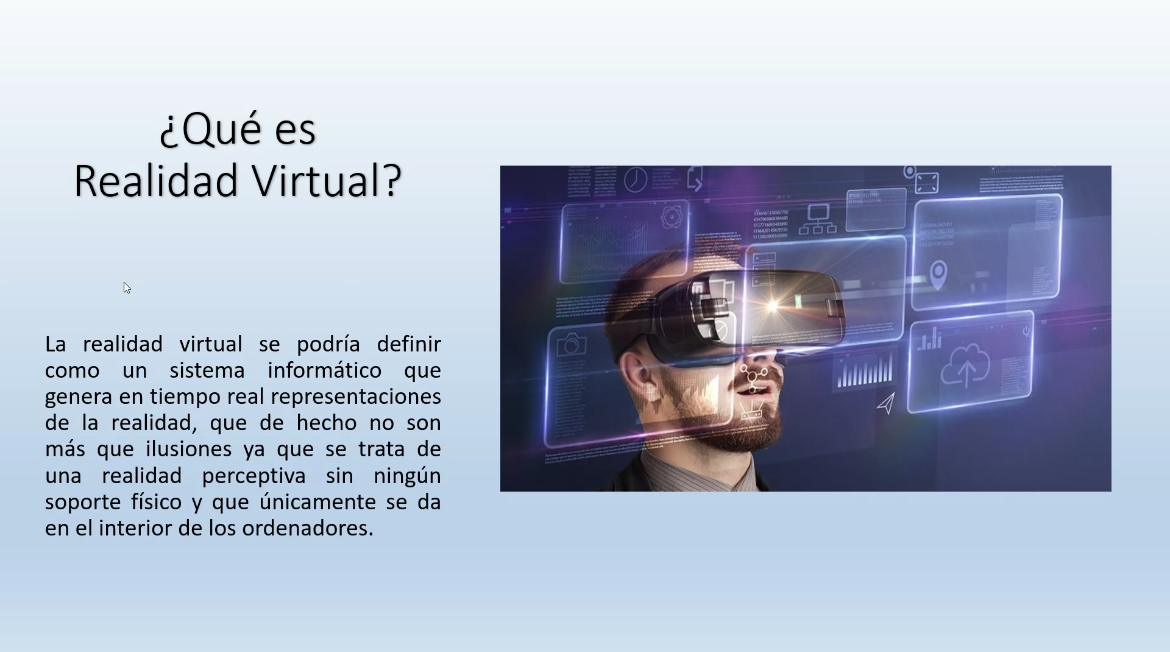 ¿Qué es
Realidad Virtual?
La realidad virtual se podría definir
como un sistema informático que
genera en tiempo real representaciones
de la realidad, que de hecho no son
más que ilusiones ya que se trata de
una realidad perceptiva sin ningún
soporte físico y que únicamente se da
en el interior de los ordenadores.